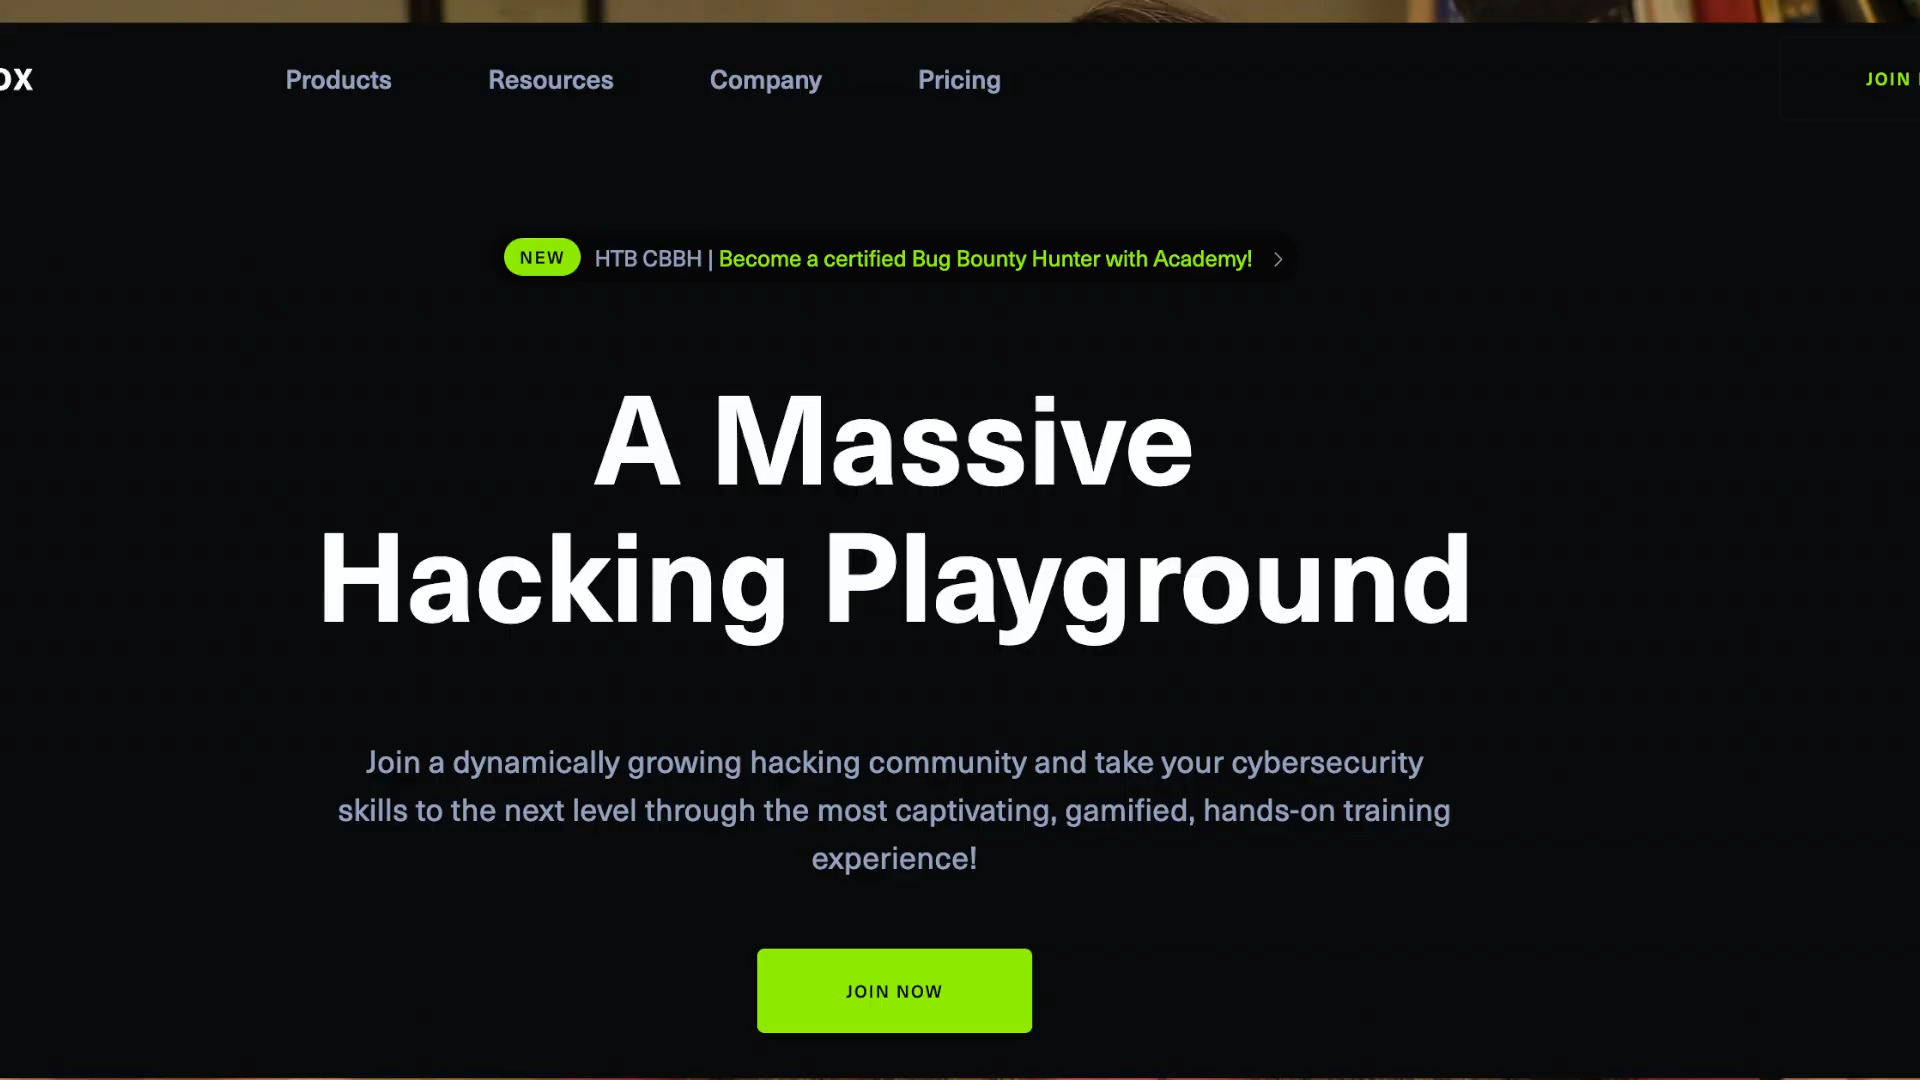 OX
Products
Resources
Company
Pricing
JOIN
NEW
HTB CBBH | Become a certified Bug Bounty Hunter with Academy!
A Massive
Hacking Playground
Join a dynamically growing hacking community and take your cybersecurity
skills to the next level through the most captivating, gamified, hands-on training
experience!
JOIN NOW